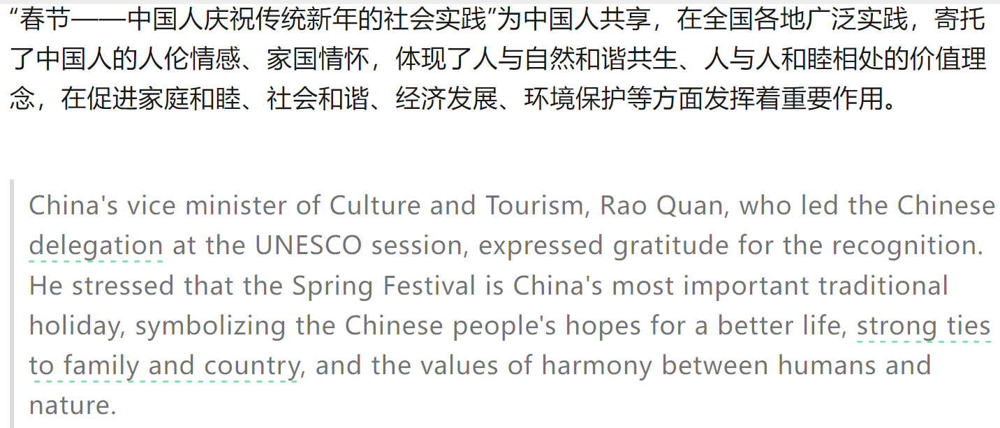 “春节——中国人庆祝传统新年的社会实践”为中国人共享，在全国各地广泛实践，寄托
了中国人的人伦情感、家国情怀，体现了人与自然和谐共生、人与人和睦相处的价值理
念，在促进家庭和睦、社会和谐、经济发展、环境保护等方面发挥着重要作用。
China's vice minister of Culture and Tourism, Rao Quan, who led the Chinese
delegation at the UNESCO session, expressed gratitude for the recognition.
He stressed that the Spring Festival is China's most important traditional
holiday, symbolizing the Chinese people's hopes for a better life, strong ties
to family and country, and the values of harmony between humans and
nature.